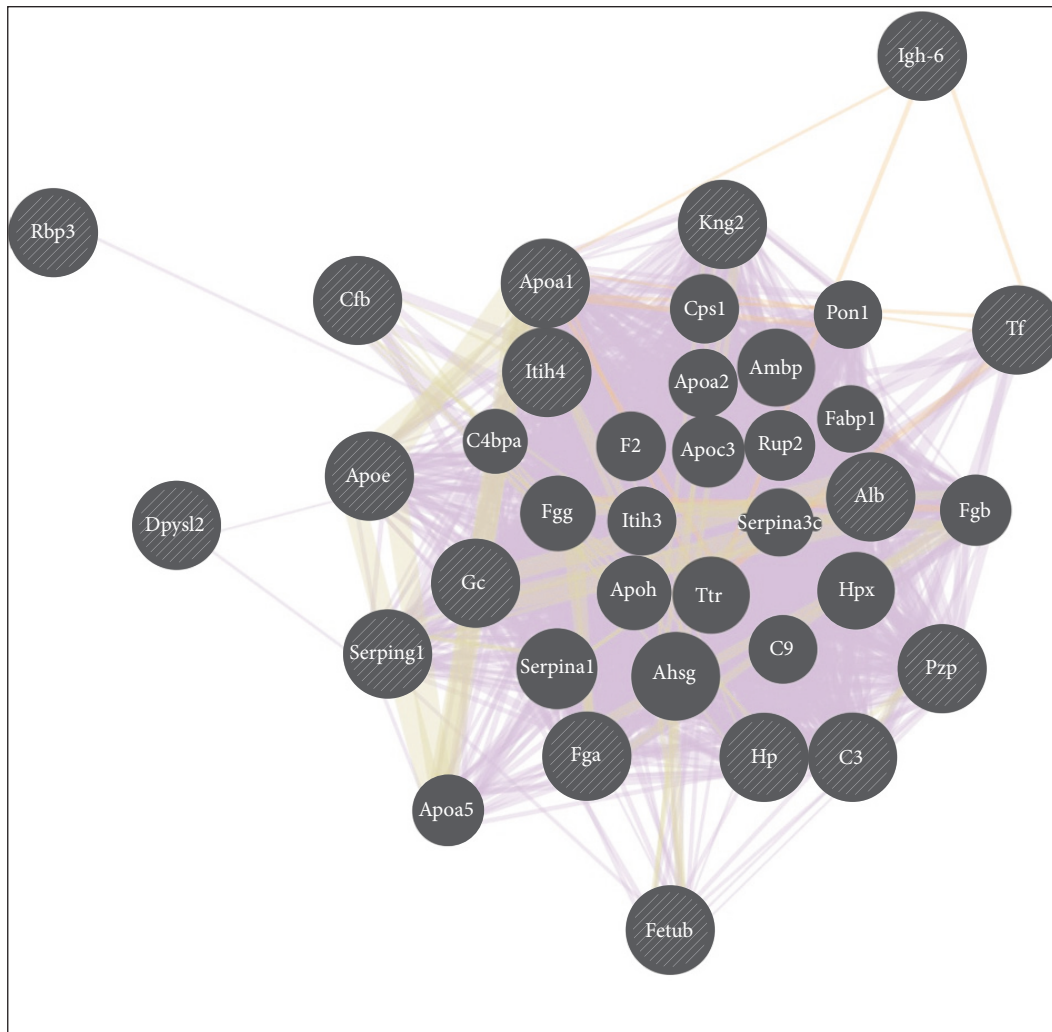 Igh-6
Kng2
Rbp3
Apoa1
Cfb
Cps1
Pon1
Tf
Itih4
Ambp
Apoa2
Fabp1
C4bpa
F2
Apoc3
Rup2
Apoe
Alb
Dpysl2
Fgg
Itih3
Serpina3c
Fgb
Gc
Apoh
Ttr
Hpx
Serping1
Serpina1
Ahsg
C9
Pzp
Fga
Hp
C3
Apoa5
Fetub